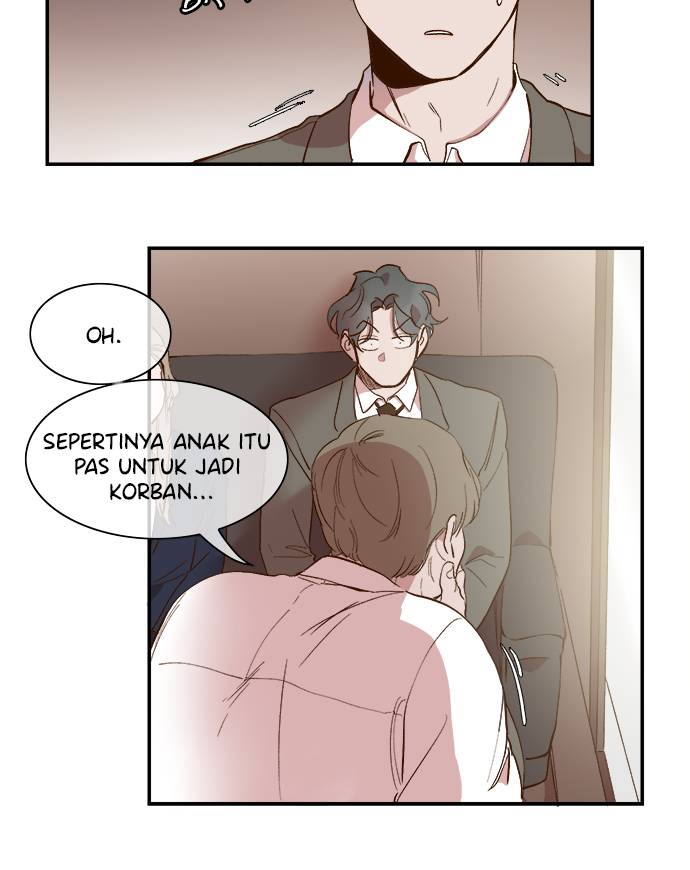 OH.
SEPERTINYA ANAK ITU
PAS UNTUK JADI
KORBAN...